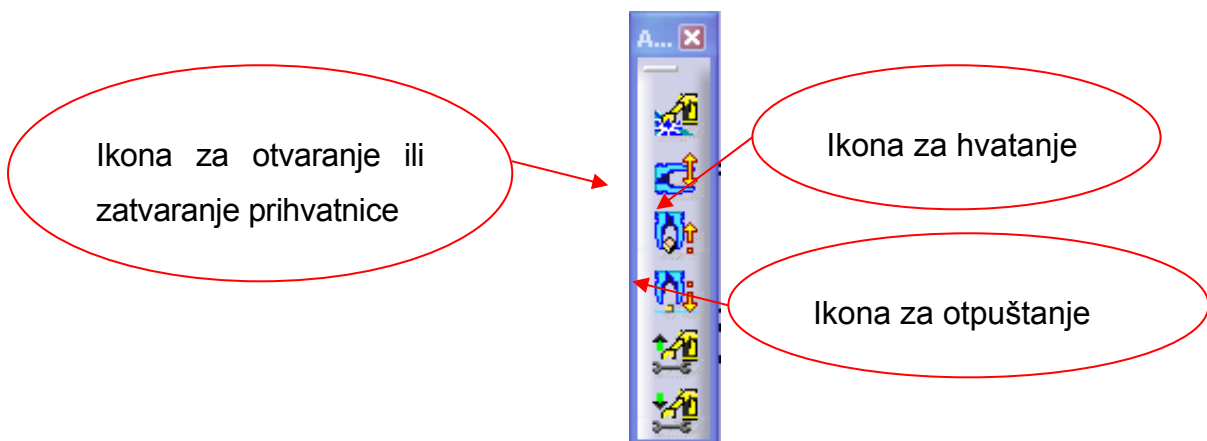 A...
Ikona za otvaranje ili
zatvaranje prihvatnice
Ikona za hvatanje
Ikona za otpuštanje